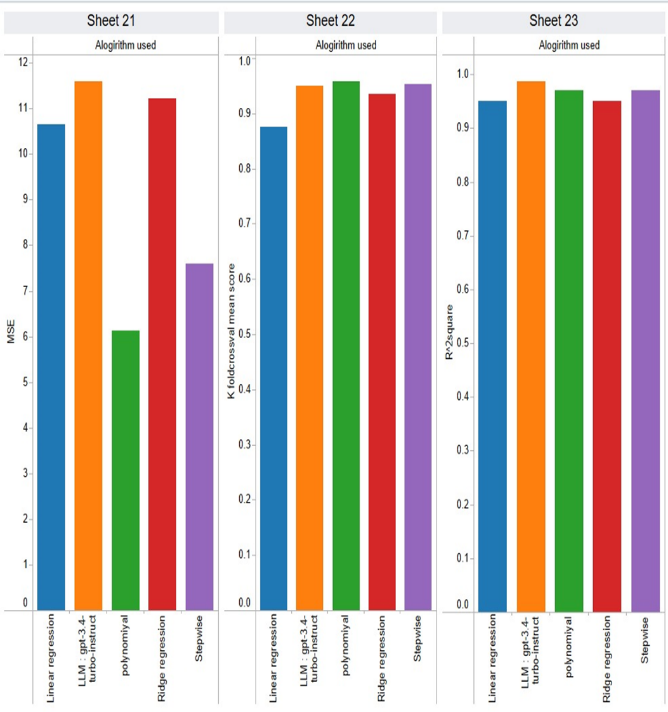 Sheet 21
Alogirithm used
MSE
12
11
10
9
8
7
6
5
4
3
2
1
0
Linear regression
LLM : gpt-3.4-
turbo-instruct
polynomiyal
Ridge regression
Stepwise
Sheet 22
Alogirithm used
K foldcrossval mean score
1.0
0.9
0.8
0.7
0.6
0.5
0.4
0.3
0.2
0.1
0.0
Linear regression
LLM : gpt-3.4-
turbo-instruct
polynomiyal
Ridge regression
Stepwise
Sheet 23
Alogirithm used
R^2square
1.0
0.9
0.8
0.7
0.6
0.5
0.4
0.3
0.2
0.1
0.0
Linear regression
LLM : gpt-3.4-
turbo-instruct
polynomiyal
Ridge regression
Stepwise